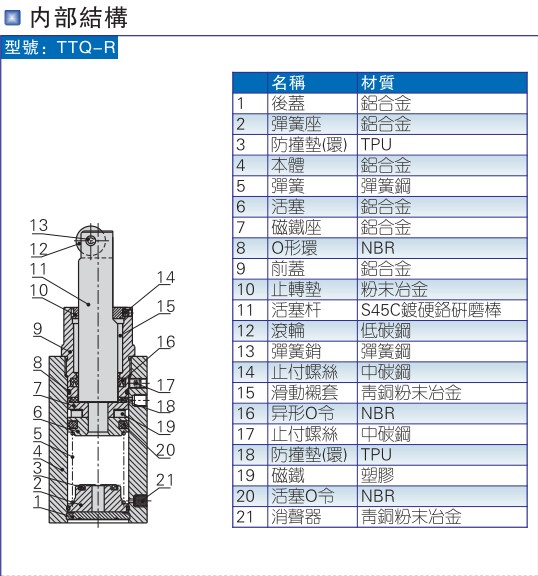 内部結構
型號：TTQ-R
名稱 材質
1 後蓋 鋁合金
2 彈簧座 鋁合金
3 防撞墊(環) TPU
4 本體 鋁合金
5 彈簧 彈簧鋼
6 活塞 鋁合金
7 磁鐵座 鋁合金
8 O形環 NBR
9 前蓋 鋁合金
10 止轉墊 粉末冶金
11 活塞杆 S45C鍍硬鉻研磨棒
12 滾輪 低碳鋼
13 彈簧銷 彈簧鋼
14 止付螺絲 中碳鋼
15 滑動襯套 青銅粉末冶金
16 异形O令 NBR
17 止付螺絲 中碳鋼
18 防撞墊(環) TPU
19 磁鐵 塑膠
20 活塞O令 NBR
21 消聲器 青銅粉末冶金
13
12
11
10
9
8
7
6
5
4
3
2
1
14
15
16
17
18
19
20
21